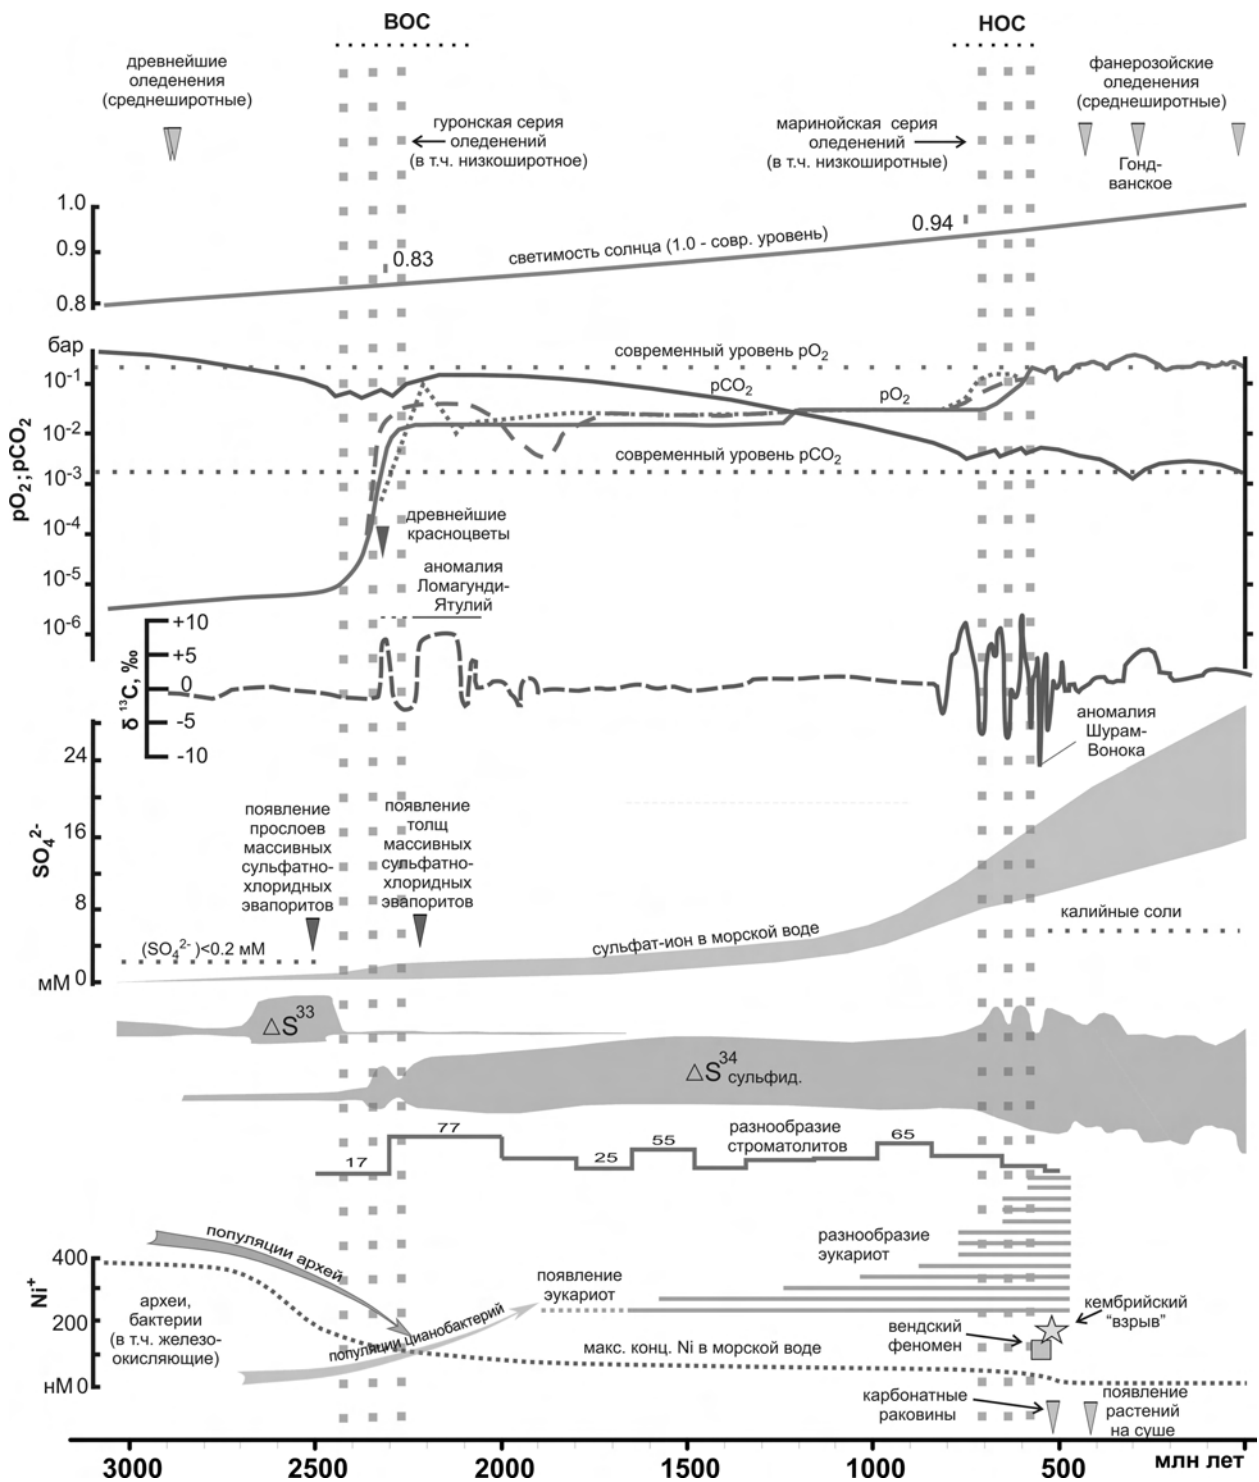 ВОС
НОС
древнейшие
оледенения
(среднеширотные)
гуронская серия
оледенений
(в т.ч. низкоширотное)
маринойская серия
оледенений
(в т.ч. низкоширотные)
фанерозойские
оледенения
(среднеширотные)
Гонд-
ванское
1.0
0.9
0.8
0.83
светимость солнца (1.0 - совр. уровень)
0.94
бар
10⁻¹
10⁻²
10⁻³
10⁻⁴
10⁻⁵
10⁻⁶
pO₂; pCO₂
современный уровень pO₂
pCO₂
pO₂
современный уровень pCO₂
древнейшие
красноцветы
аномалия
Ломагунди-
Ятулий
δ ¹³C, ‰
+10
+5
0
-5
-10
аномалия
Шурам-
Вонока
SO₄²⁻
24
16
8
мМ 0
появление
прослоев
массивных
сульфатно-
хлоридных
эвапоритов
появление
толщ
массивных
сульфатно-
хлоридных
эвапоритов
(SO₄²⁻)<0.2 мМ
сульфат-ион в морской воде
калийные соли
△S³³
△S³⁴ сульфид.
17
77
25
55
65
разнообразие
строматолитов
разнообразие
эукариот
Ni⁺
400
200
нМ 0
популяции архей
археи,
бактерии
(в т.ч. железо-
окисляющие)
популяции цианобактерий
появление
эукариот
макс. конц. Ni в морской воде
вендский
феномен
кембрийский
“взрыв”
карбонатные
раковины
появление
растений
на суше
3000
2500
2000
1500
1000
500
млн лет